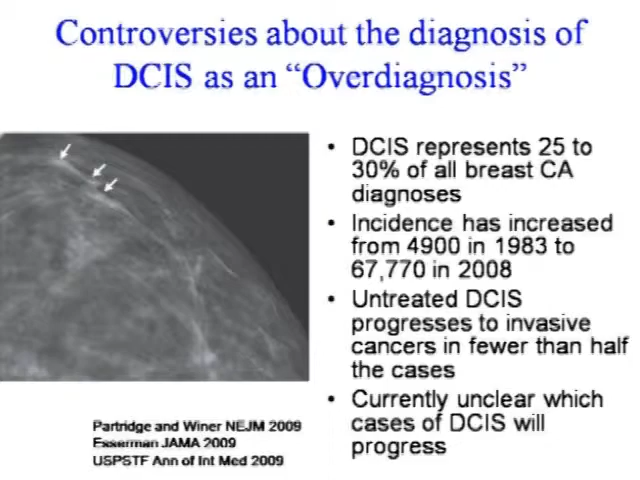 Controversies about the diagnosis of
DCIS as an “Overdiagnosis”
• DCIS represents 25 to
30% of all breast CA
diagnoses
• Incidence has increased
from 4900 in 1983 to
67,770 in 2008
• Untreated DCIS
progresses to invasive
cancers in fewer than half
the cases
• Currently unclear which
cases of DCIS will
progress
Partridge and Winer NEJM 2009
Esserman JAMA 2009
USPSTF Ann of Int Med 2009